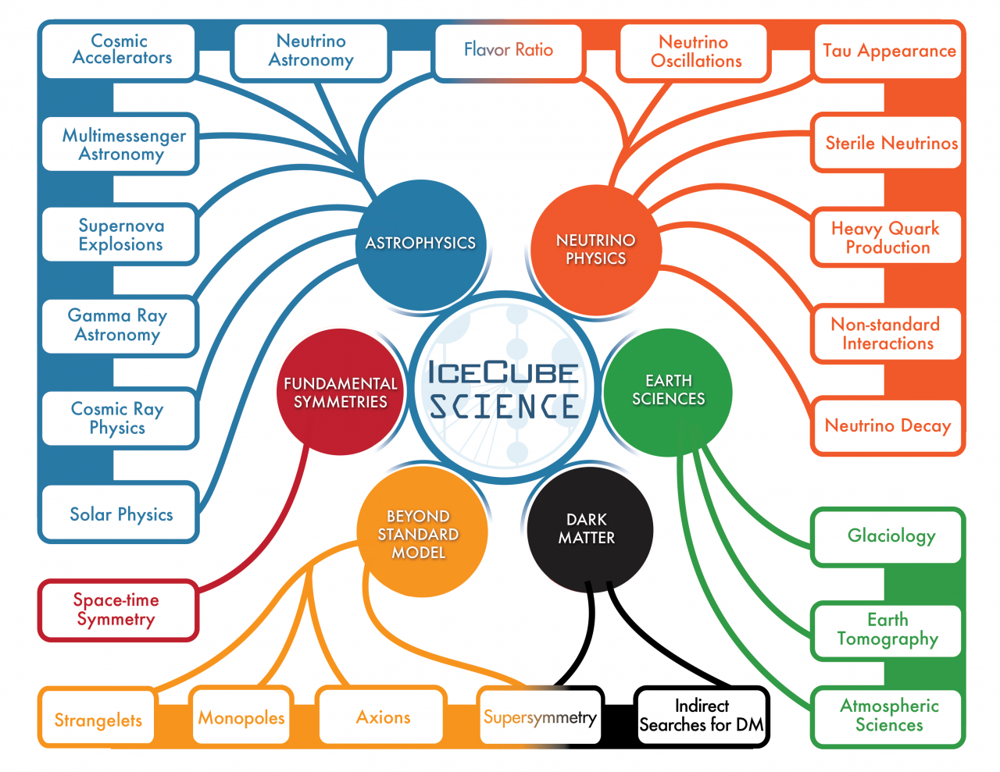 Cosmic
Accelerators
Neutrino
Astronomy
Flavor Ratio
Neutrino
Oscillations
Tau Appearance
Multimessenger
Astronomy
Sterile Neutrinos
Supernova
Explosions
ASTROPHYSICS
NEUTRINO
PHYSICS
Heavy Quark
Production
Gamma Ray
Astronomy
Non-standard
Interactions
FUNDAMENTAL
SYMMETRIES
ICECUBE
SCIENCE
EARTH
SCIENCES
Cosmic Ray
Physics
Neutrino Decay
Solar Physics
BEYOND
STANDARD
MODEL
DARK
MATTER
Glaciology
Space-time
Symmetry
Earth
Tomography
Strangelets
Monopoles
Axions
Supersymmetry
Indirect
Searches for DM
Atmospheric
Sciences